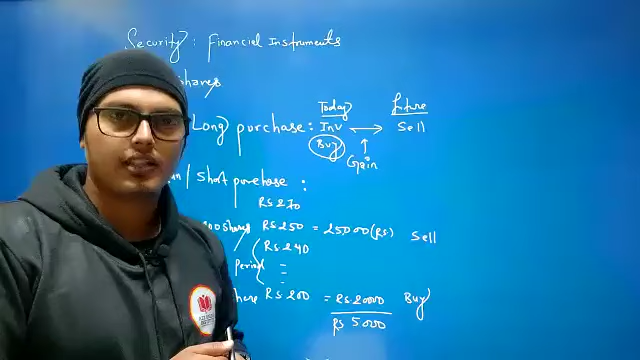 Security: Financial Instruments
shares
Today Future
Long purchase: Inv ⟷ Sell
Buy ↑
Gain
Short purchase :
Rs 270
shares Rs 250 = 25000 (Rs) Sell
Rs 240
Period
Rs 200 = Rs 20000 Buy
Rs 5000